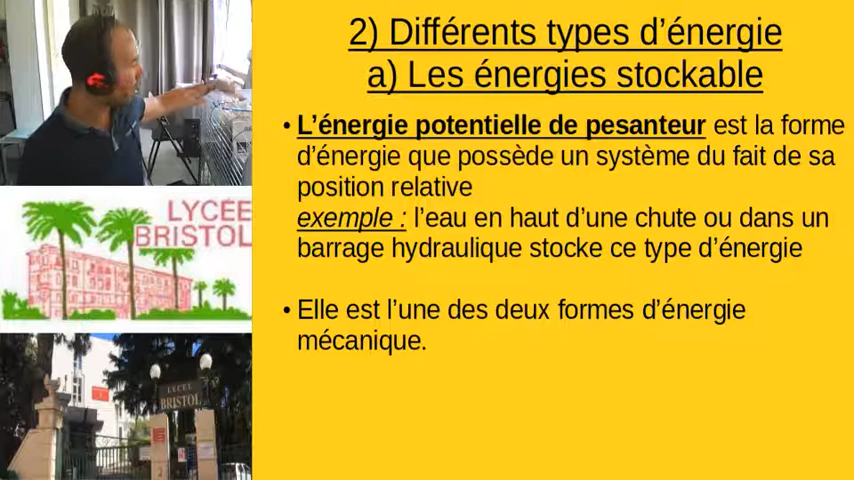 2) Différents types d’énergie
a) Les énergies stockable
• L’énergie potentielle de pesanteur est la forme
d’énergie que possède un système du fait de sa
position relative
exemple : l’eau en haut d’une chute ou dans un
barrage hydraulique stocke ce type d’énergie
• Elle est l’une des deux formes d’énergie
mécanique.
LYCÉE
BRISTOL
LYCEE
BRISTOL